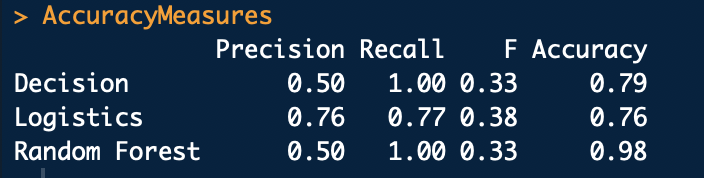 > AccuracyMeasures
Precision Recall F Accuracy
Decision 0.50 1.00 0.33 0.79
Logistics 0.76 0.77 0.38 0.76
Random Forest 0.50 1.00 0.33 0.98